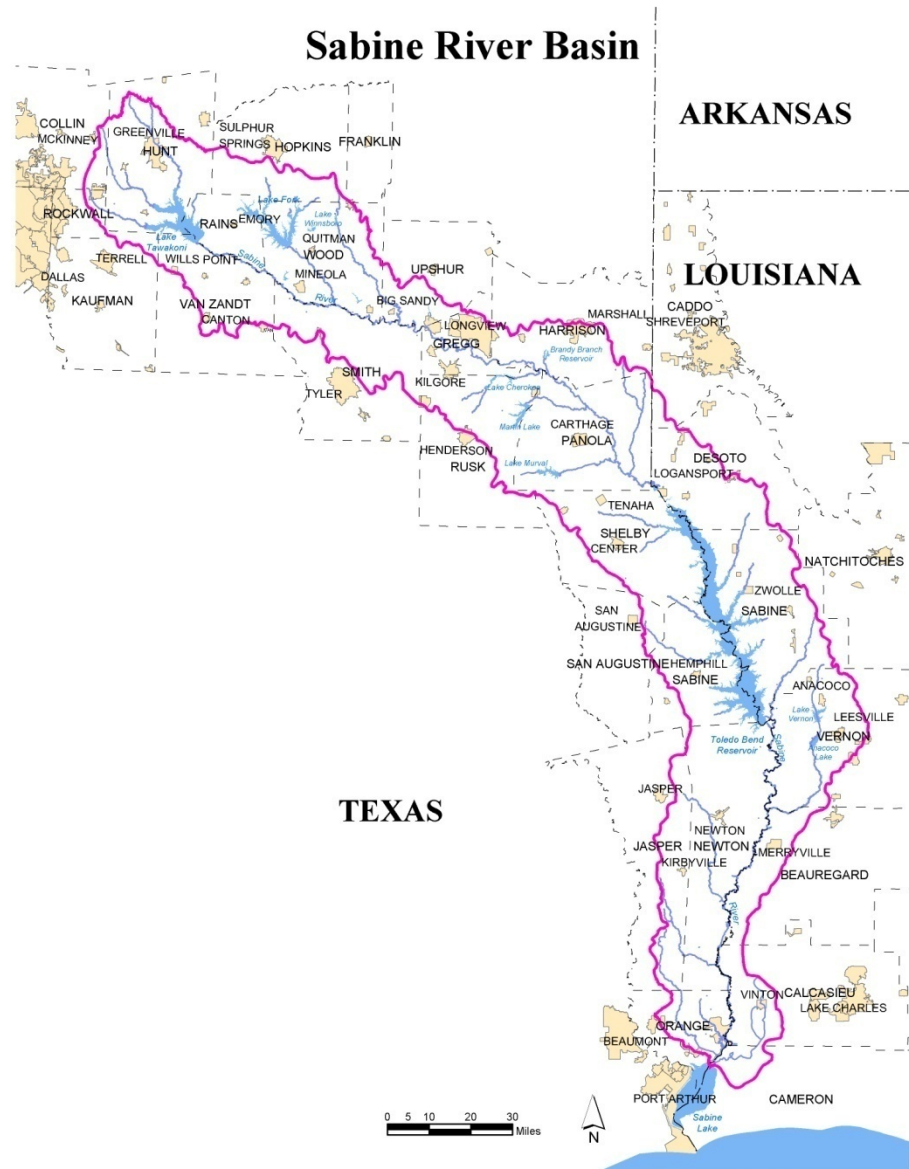 Sabine River Basin
ARKANSAS
COLLIN
MCKINNEY
GREENVILLE
HUNT
SULPHUR
SPRINGS
HOPKINS
FRANKLIN
ROCKWALL
Lake
Tawakoni
RAINS
EMORY
Lake Fork
Lake
Winnsboro
QUITMAN
WOOD
LOUISIANA
TERRELL
WILLS POINT
Sabine
MINEOLA
UPSHUR
DALLAS
KAUFMAN
VAN ZANDT
CANTON
River
BIG SANDY
LONGVIEW
GREGG
HARRISON
MARSHALL
CADDO
SHREVEPORT
Brandy Branch
Reservoir
SMITH
TYLER
KILGORE
Lake Cherokee
Martin Lake
CARTHAGE
PANOLA
HENDERSON
RUSK
Lake Murval
DESOTO
LOGANSPORT
TENAHA
SHELBY
CENTER
NATCHITOCHES
ZWOLLE
SABINE
SAN
AUGUSTINE
SAN AUGUSTINE
HEMPHILL
SABINE
ANACOCO
Lake
Vernon
LEESVILLE
VERNON
Anacoco
Lake
Toledo Bend
Reservoir
Sabine
TEXAS
JASPER
JASPER
NEWTON
NEWTON
KIRBYVILLE
MERRYVILLE
BEAUREGARD
River
VINTON
CALCASIEU
LAKE CHARLES
ORANGE
BEAUMONT
PORT ARTHUR
CAMERON
Sabine
Lake
0 5 10 20 30
Miles
N